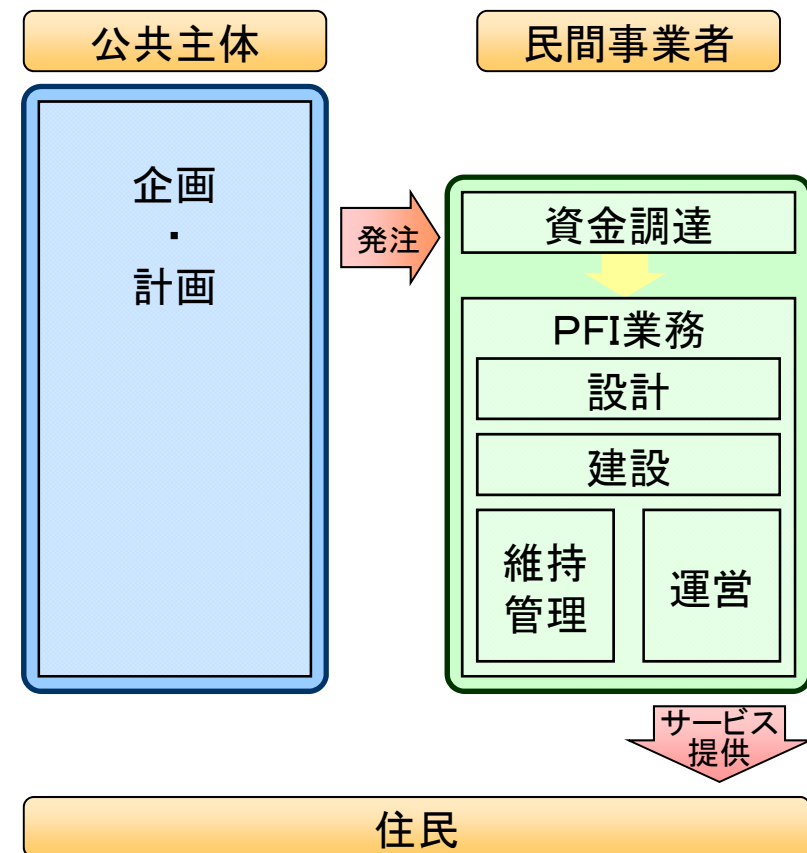 公共主体
民間事業者
企画
・
計画
発注
資金調達
PFI業務
設計
建設
維持
管理
運営
サービス
提供
住民